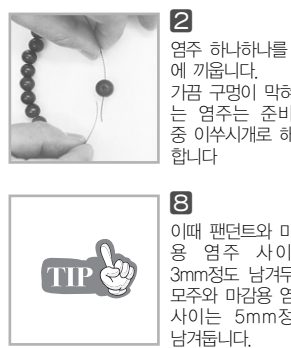 2
염주 하나하나를
에 끼웁니다.
가끔 구멍이 막혀
는 염주는 준비
중 이쑤시개로 해
합니다
8
TIP
이때 팬던트와 마
용 염주 사이
3mm정도 남겨두
모주와 마감용 염
사이는 5mm정
남겨둡니다.